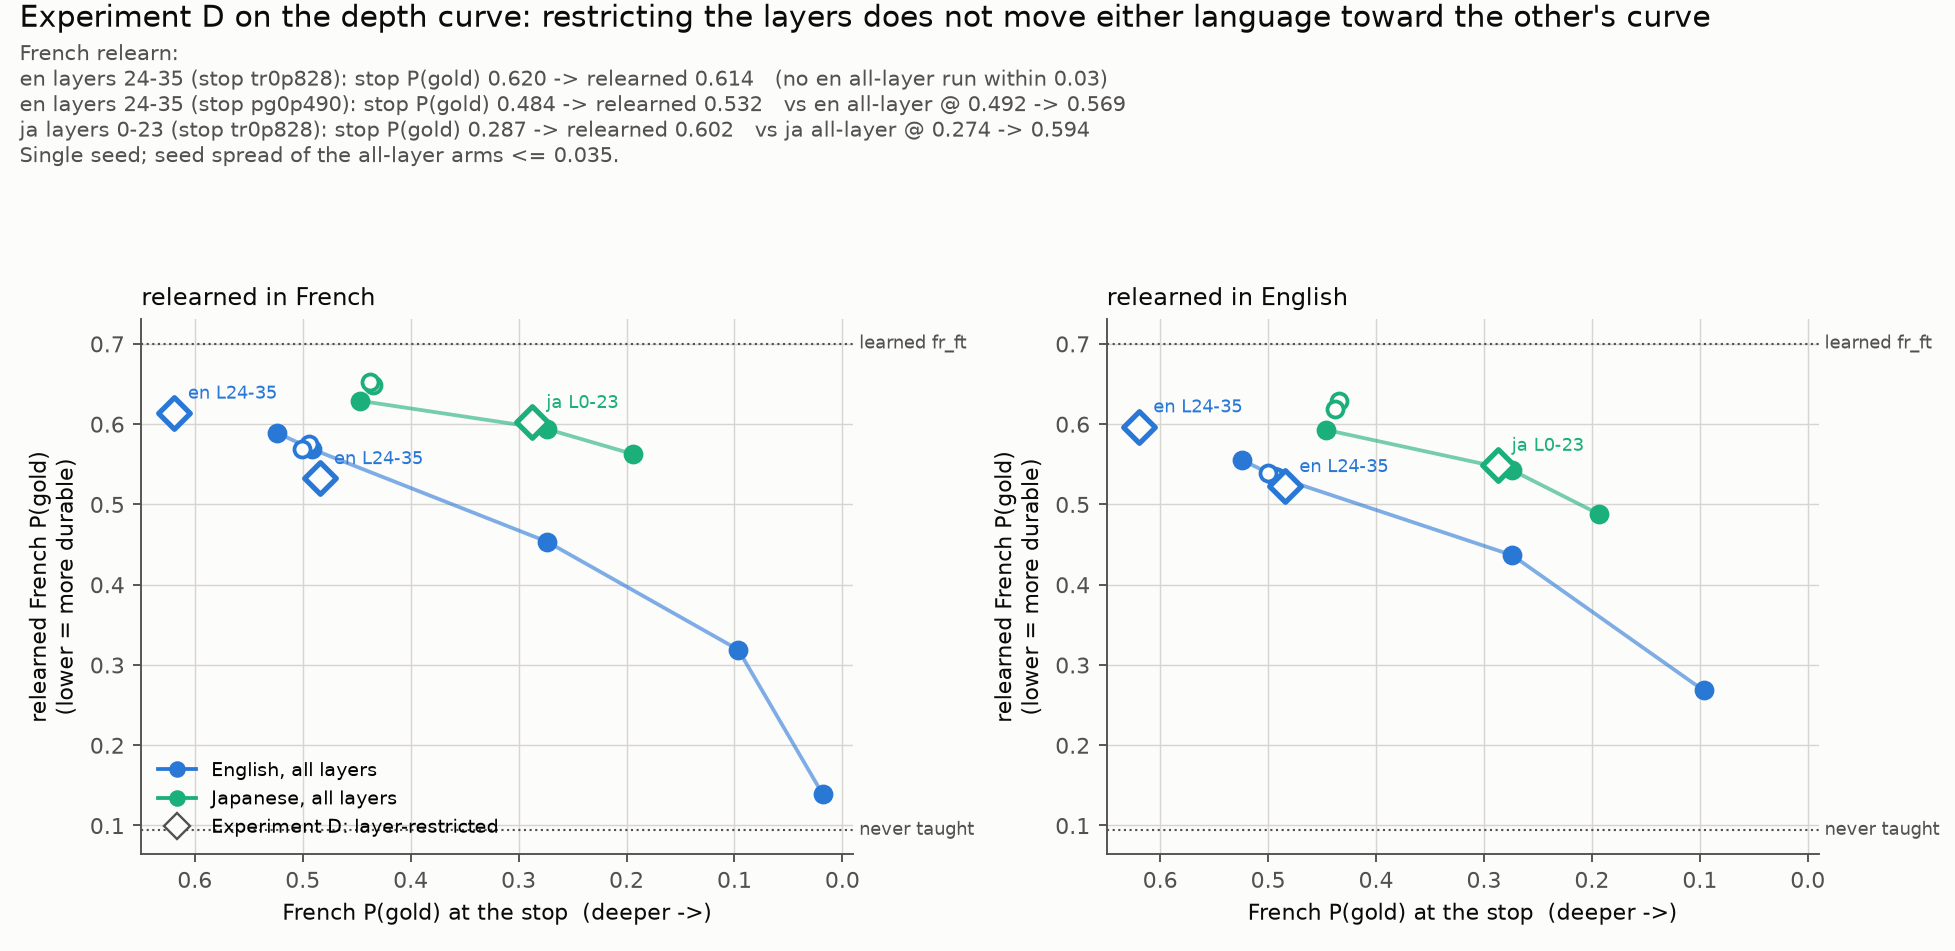 Experiment D on the depth curve: restricting the layers does not move either language toward the other's curve
French relearn:
en layers 24-35 (stop tr0p828): stop P(gold) 0.620 -> relearned 0.614   (no en all-layer run within 0.03)
en layers 24-35 (stop pg0p490): stop P(gold) 0.484 -> relearned 0.532   vs en all-layer @ 0.492 -> 0.569
ja layers 0-23 (stop tr0p828): stop P(gold) 0.287 -> relearned 0.602   vs ja all-layer @ 0.274 -> 0.594
Single seed; seed spread of the all-layer arms <= 0.035.
relearned in French
relearned French P(gold)
(lower = more durable)
0.7
0.6
0.5
0.4
0.3
0.2
0.1
learned fr_ft
en L24-35
ja L0-23
en L24-35
English, all layers
Japanese, all layers
Experiment D: layer-restricted
never taught
0.6
0.5
0.4
0.3
0.2
0.1
0.0
French P(gold) at the stop  (deeper ->)
relearned in English
relearned French P(gold)
(lower = more durable)
0.7
0.6
0.5
0.4
0.3
0.2
0.1
learned fr_ft
en L24-35
ja L0-23
en L24-35
never taught
0.6
0.5
0.4
0.3
0.2
0.1
0.0
French P(gold) at the stop  (deeper ->)